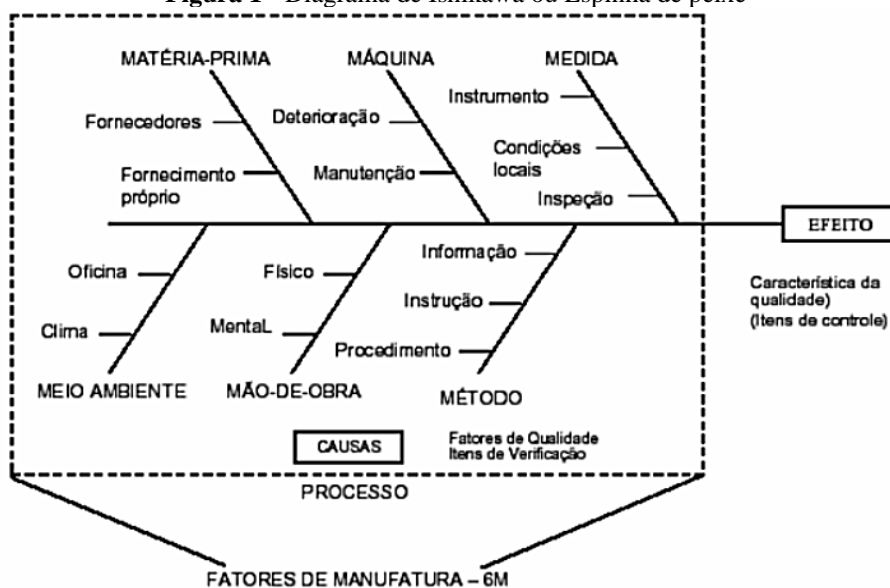 Figura 1 - Diagrama de Ishikawa ou Espinha de peixe
MATÉRIA-PRIMA
MÁQUINA
MEDIDA
Fornecedores
Deterioração
Instrumento
Fornecimento
próprio
Manutenção
Condições
locais
Inspeção
EFEITO
Oficina
Clima
Físico
MentaL
Informação
Instrução
Procedimento
Característica da
qualidade)
(Itens de controle)
MEIO AMBIENTE
MÃO-DE-OBRA
MÉTODO
CAUSAS
Fatores de Qualidade
Itens de Verificação
PROCESSO
FATORES DE MANUFATURA – 6M